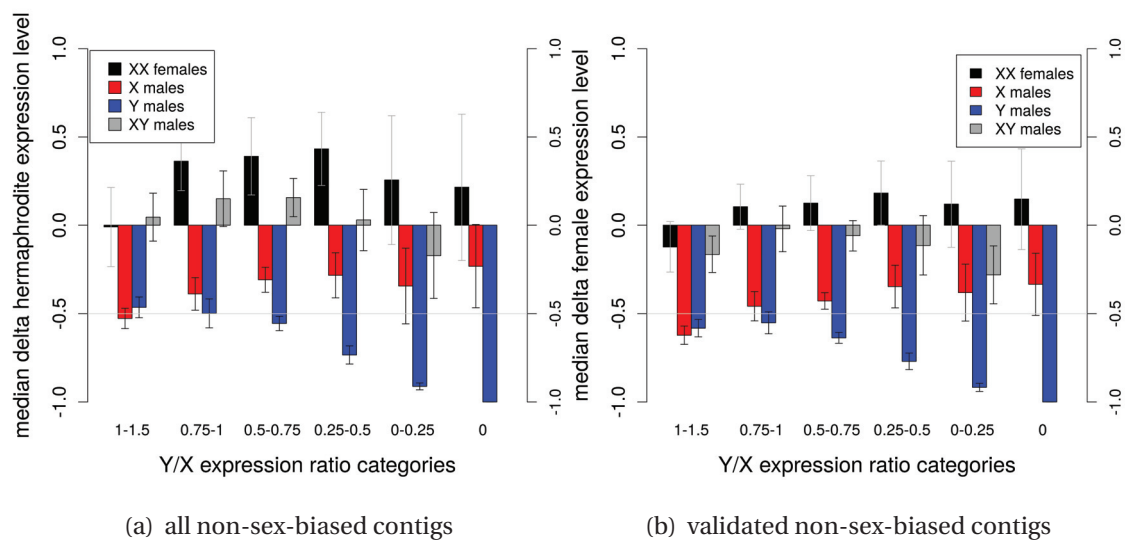 median delta hermaphrodite expression level
1.0
0.5
0.0
-0.5
-1.0
XX females
X males
Y males
XY males
1.0
0.5
0.0
-0.5
-1.0
1-1.5 0.75-1 0.5-0.75 0.25-0.5 0-0.25 0
Y/X expression ratio categories
(a) all non-sex-biased contigs
median delta female expression level
1.0
0.5
0.0
-0.5
-1.0
XX females
X males
Y males
XY males
1.0
0.5
0.0
-0.5
-1.0
1-1.5 0.75-1 0.5-0.75 0.25-0.5 0-0.25 0
Y/X expression ratio categories
(b) validated non-sex-biased contigs